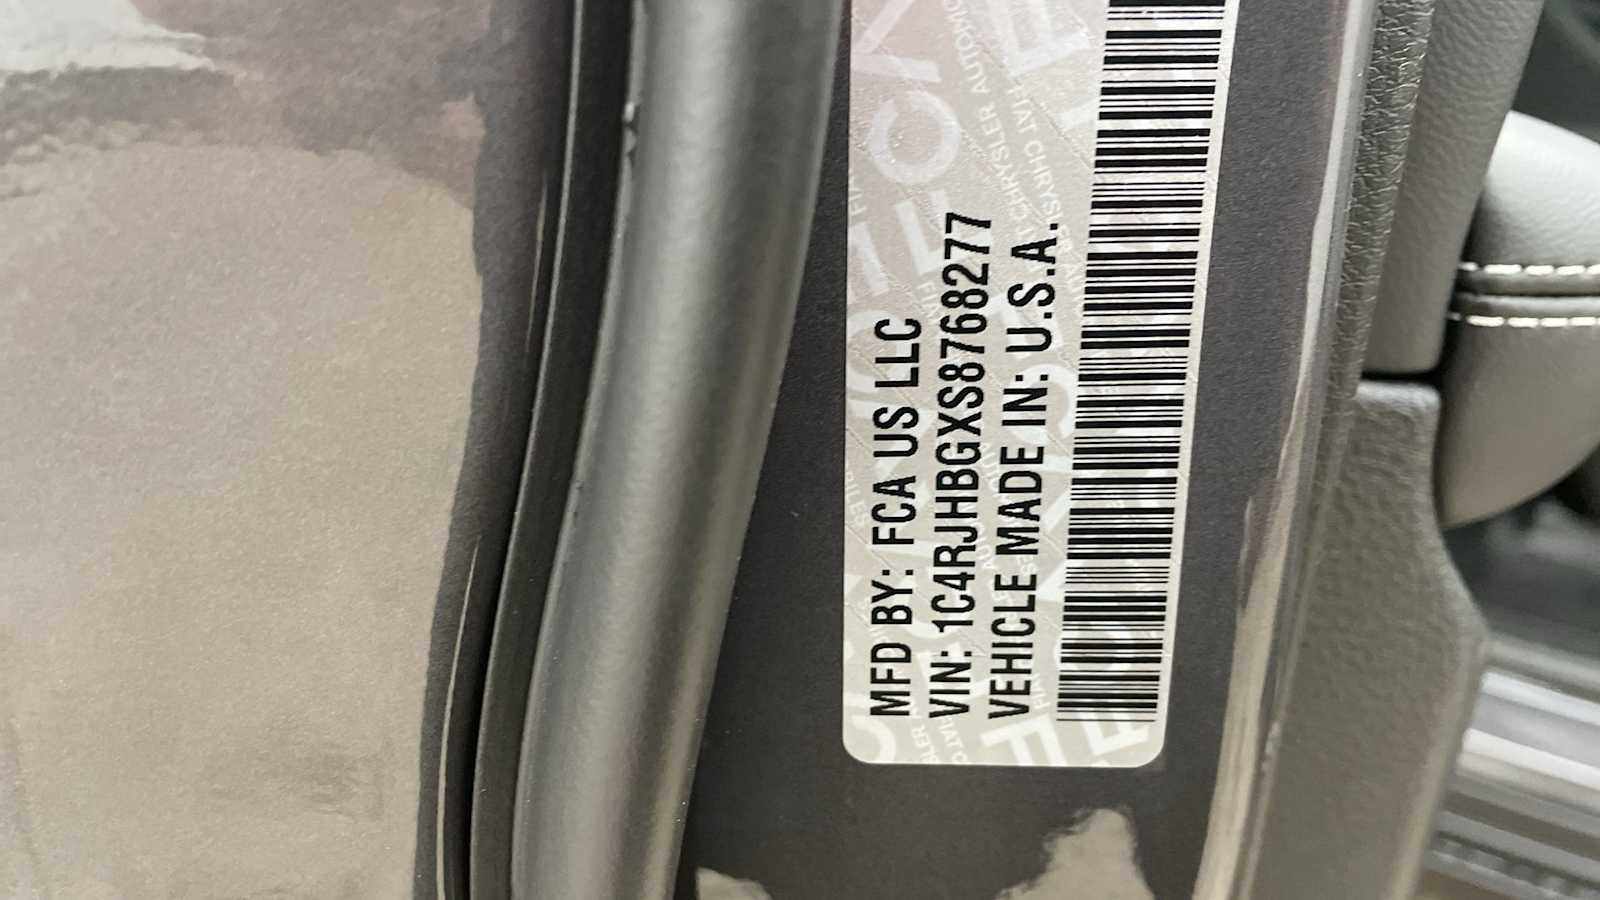 MFD BY: FCA US LLC
VIN: 1C4RJHBGXS8768277
VEHICLE MADE IN: U.S.A.